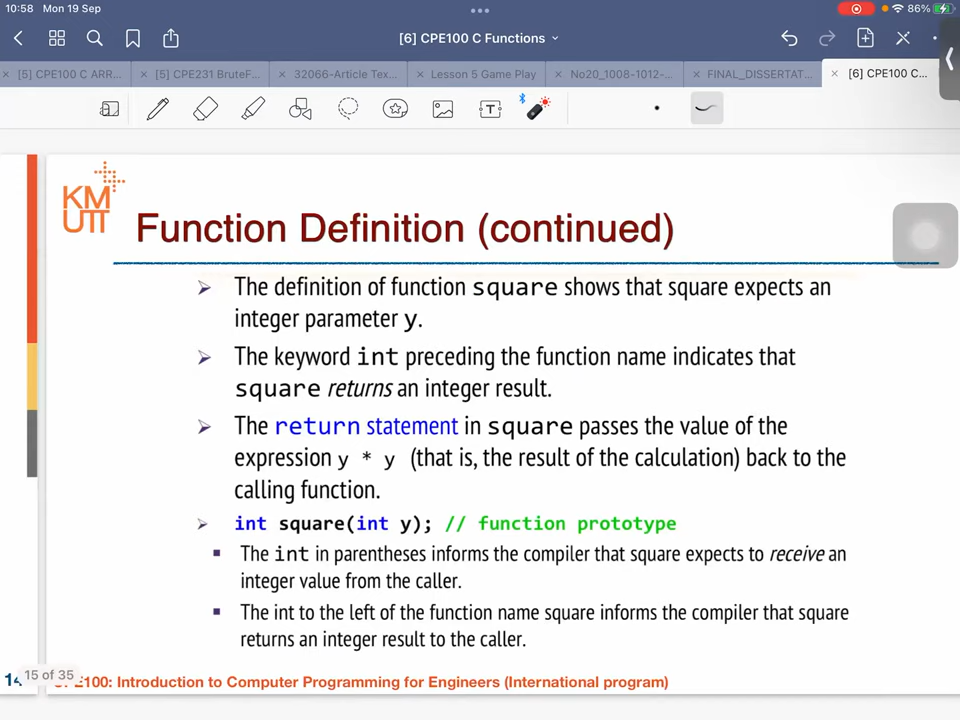 10:58 Mon 19 Sep
86%
[6] CPE100 C Functions
[5] CPE100 C ARR...
[5] CPE231 BruteF...
32066-Article Tex...
Lesson 5 Game Play
No20_1008-1012-...
FINAL_DISSERTAT...
[6] CPE100 C...
KM
UTT
Function Definition (continued)
The definition of function square shows that square expects an
integer parameter y.
The keyword int preceding the function name indicates that
square returns an integer result.
The return statement in square passes the value of the
expression y * y (that is, the result of the calculation) back to the
calling function.
int square(int y); // function prototype
The int in parentheses informs the compiler that square expects to receive an
integer value from the caller.
The int to the left of the function name square informs the compiler that square
returns an integer result to the caller.
15 of 35
CPE100: Introduction to Computer Programming for Engineers (International program)